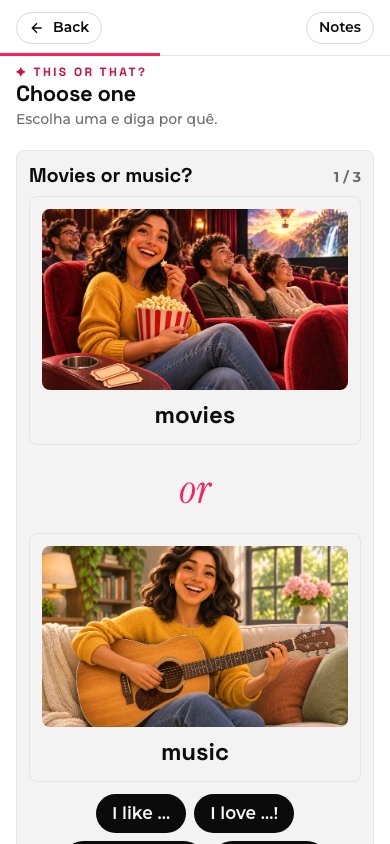 ← Back
Notes
✦ THIS OR THAT?
Choose one
Escolha uma e diga por quê.
Movies or music?
1 / 3
movies
or
music
I like ...
I love ...!